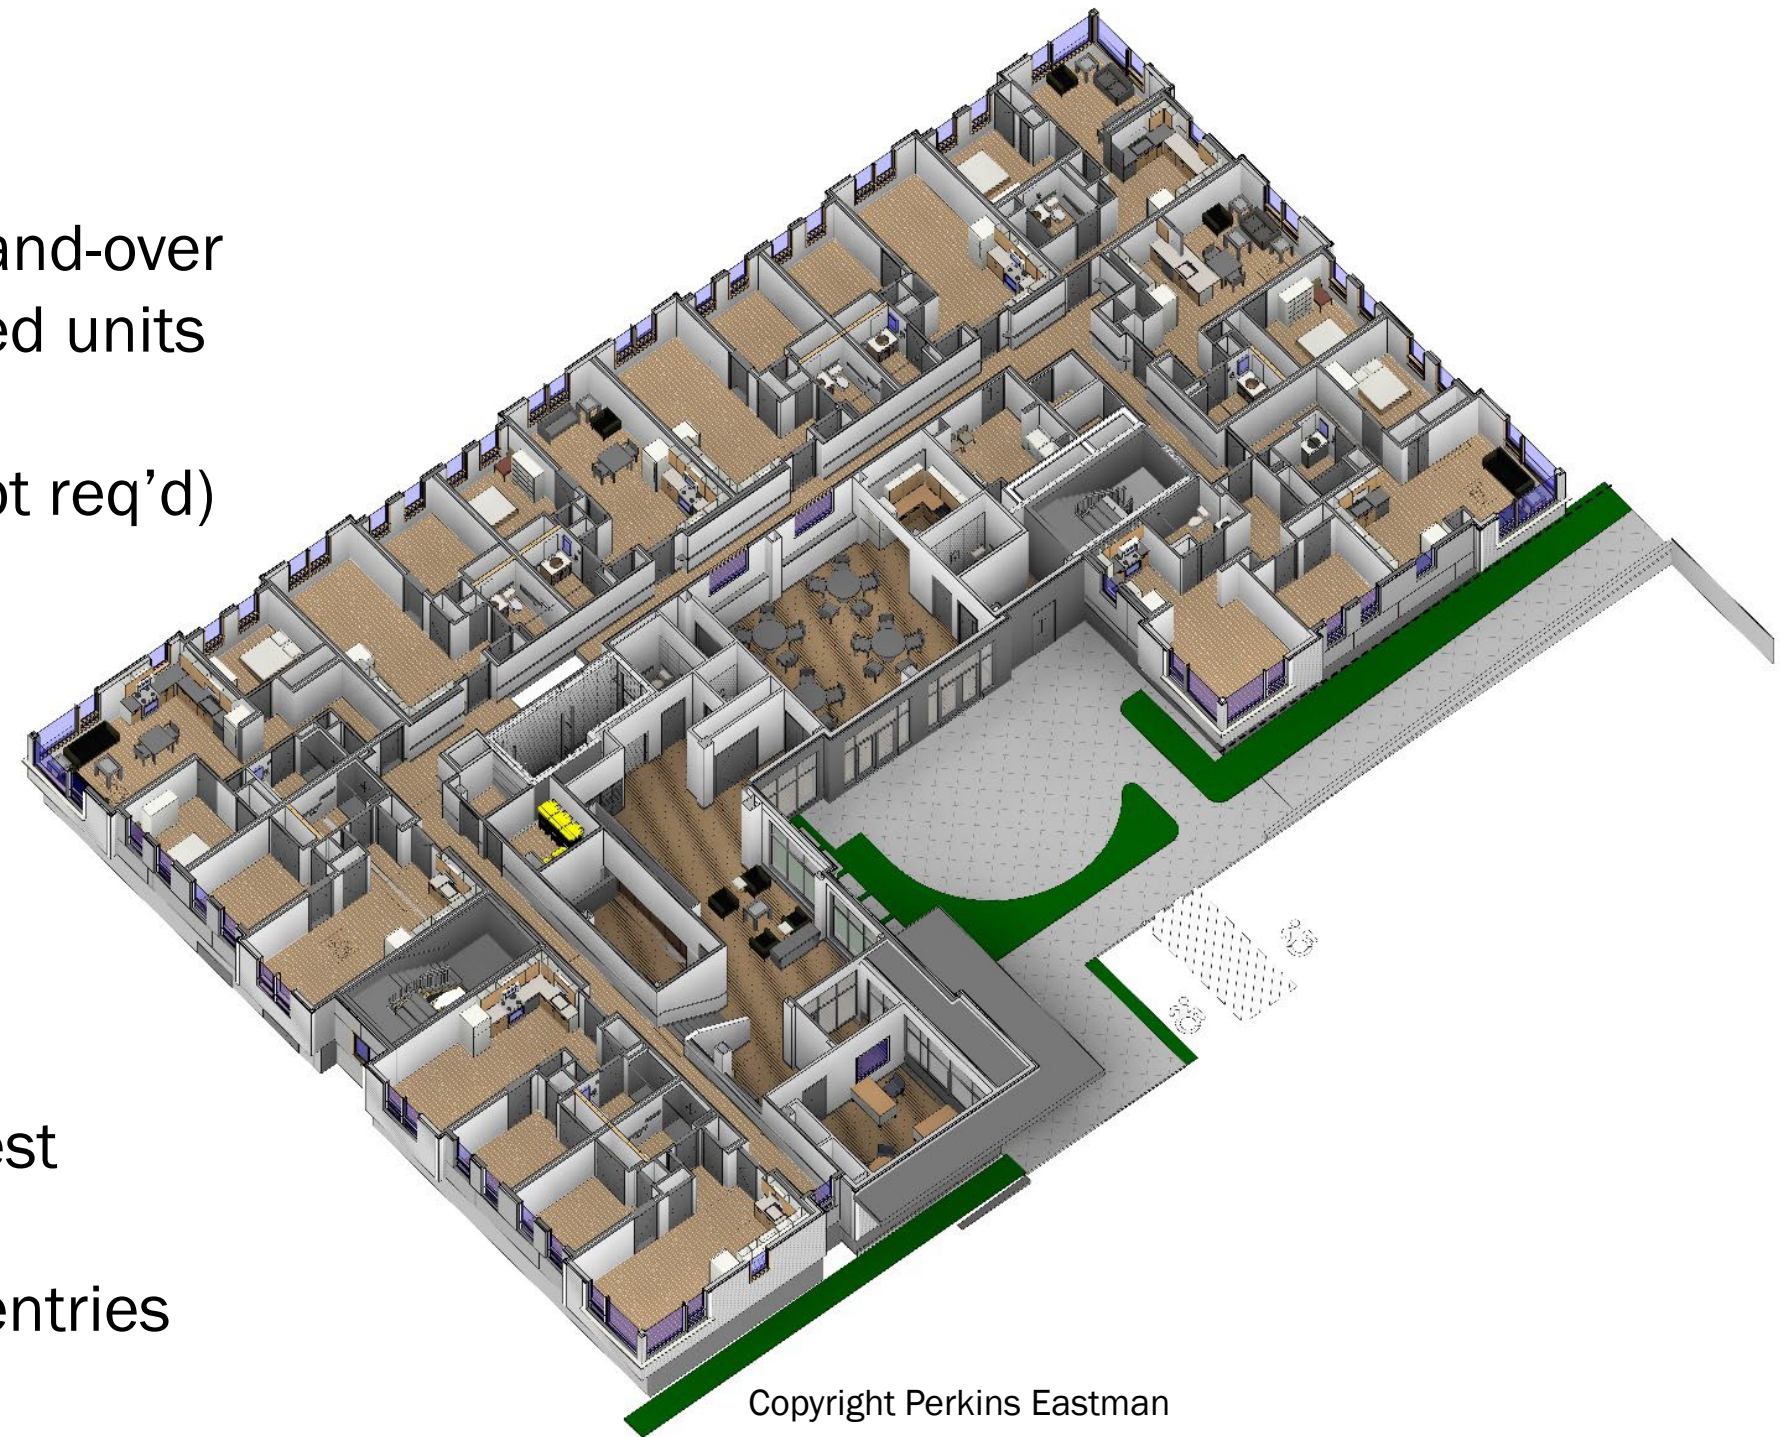 and-over
ed units
ot req’d)
est
entries
Copyright Perkins Eastman